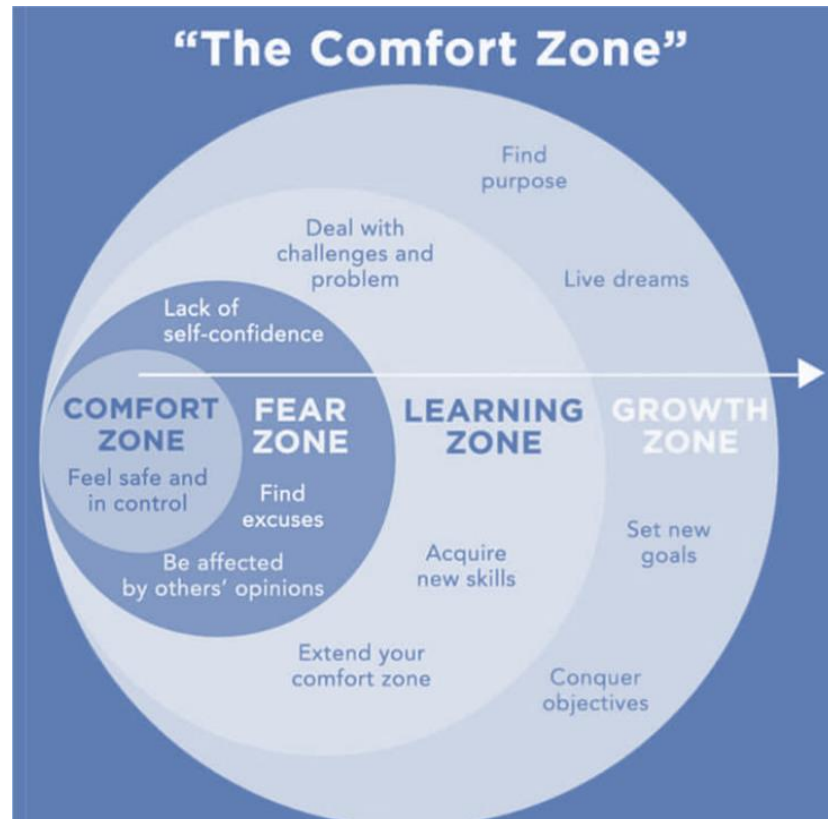 “The Comfort Zone”
Find
purpose
Deal with
challenges and
problem
Live dreams
Lack of
self-confidence
COMFORT
ZONE
Feel safe and
in control
FEAR
ZONE
Find
excuses
Be affected
by others’ opinions
LEARNING
ZONE
Acquire
new skills
Extend your
comfort zone
GROWTH
ZONE
Set new
goals
Conquer
objectives